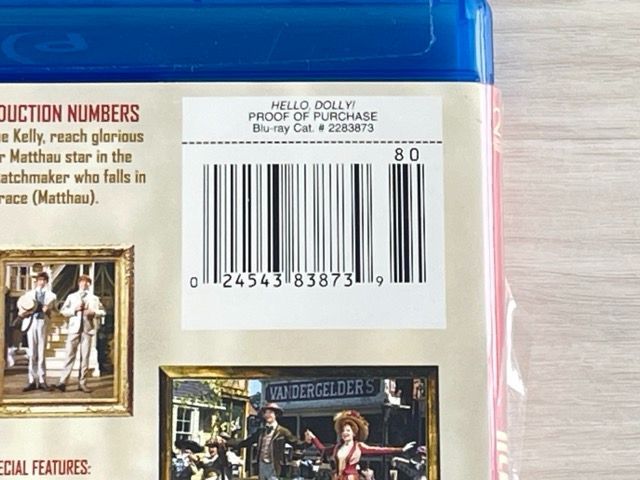 DUCTION NUMBERS
Kelly, reach glorious
Matthau star in the
atchmaker who falls in
race (Matthau).
HELLO, DOLLY!
PROOF OF PURCHASE
Blu-ray Cat. # 2283873
80
0 24543 83873 9
VANDERGELDER'S
ECIAL FEATURES: